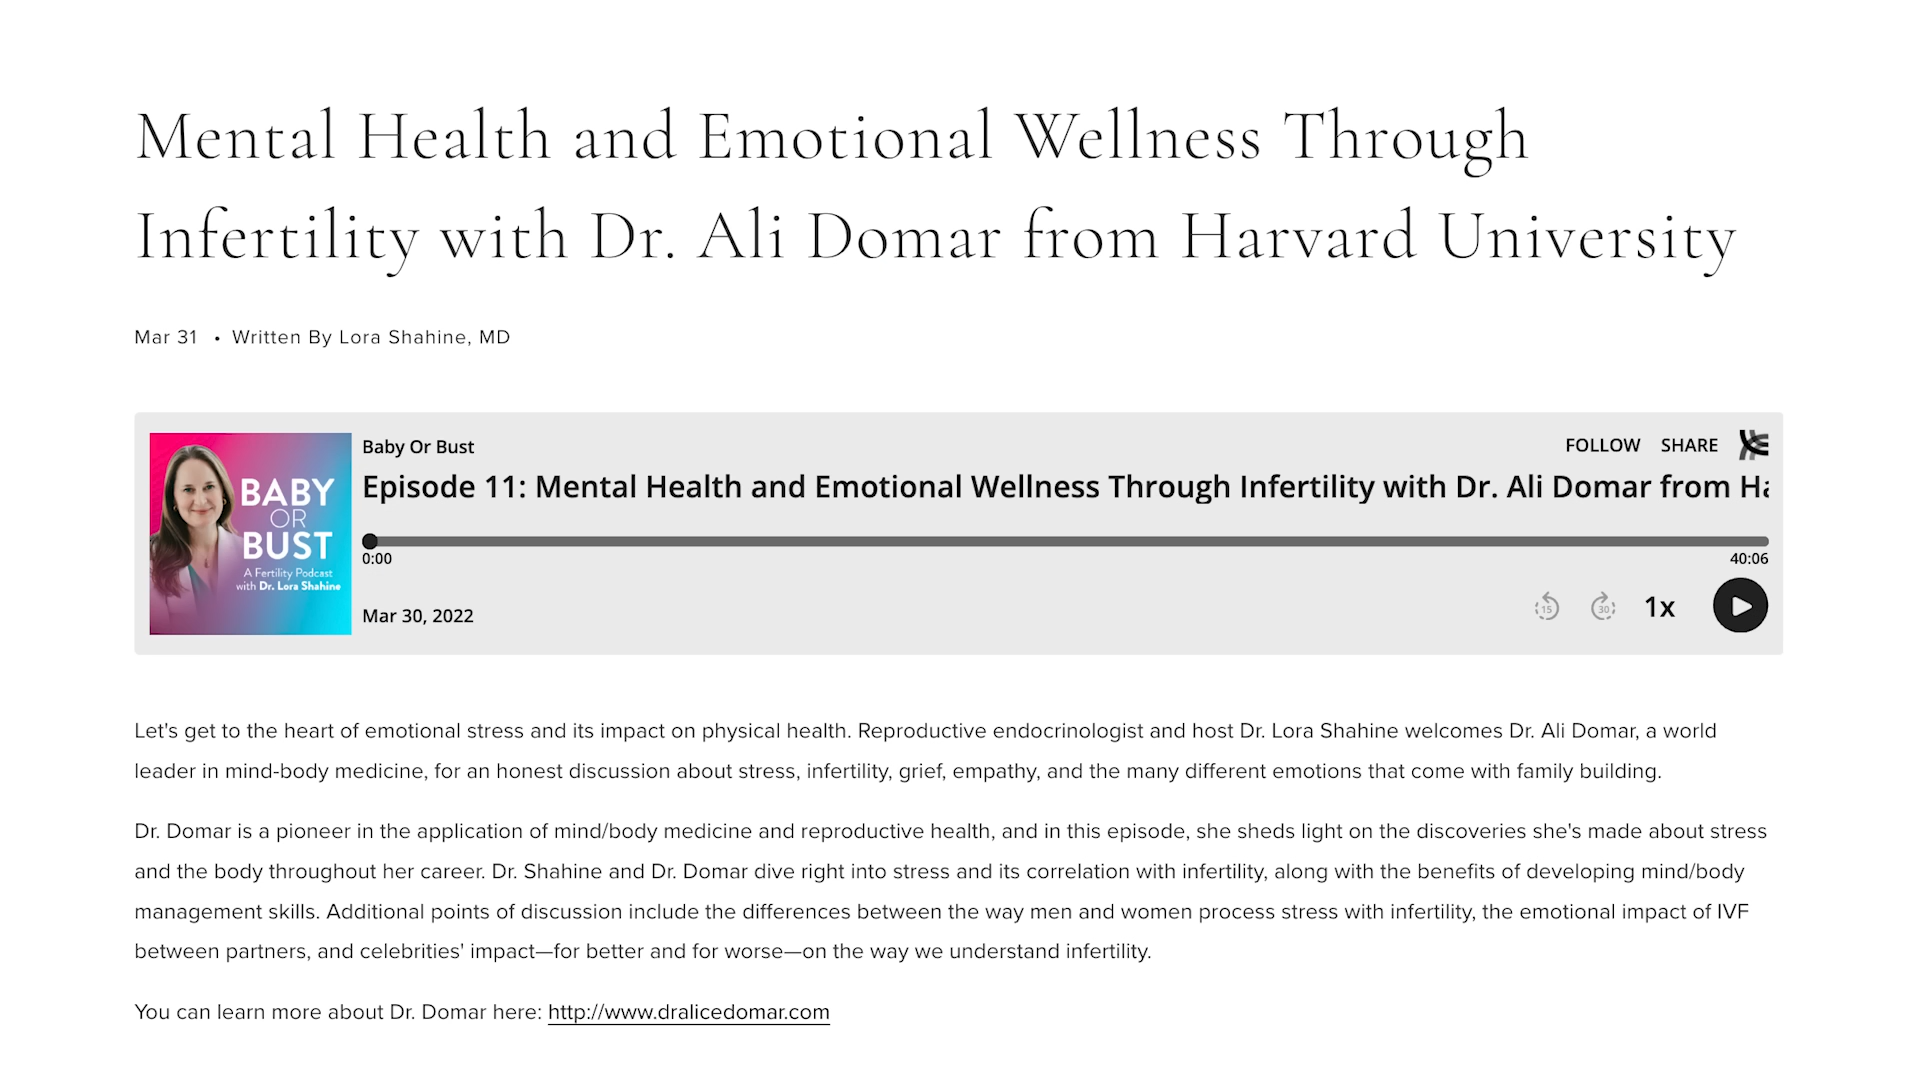 Mental Health and Emotional Wellness Through
Infertility with Dr. Ali Domar from Harvard University
Mar 31 • Written By Lora Shahine, MD
BABY
OR
BUST
A Fertility Podcast
with Dr. Lora Shahine
Baby Or Bust
FOLLOW SHARE
Episode 11: Mental Health and Emotional Wellness Through Infertility with Dr. Ali Domar from Ha
0:00
40:06
Mar 30, 2022
15 30 1x
Let's get to the heart of emotional stress and its impact on physical health. Reproductive endocrinologist and host Dr. Lora Shahine welcomes Dr. Ali Domar, a world
leader in mind-body medicine, for an honest discussion about stress, infertility, grief, empathy, and the many different emotions that come with family building.
Dr. Domar is a pioneer in the application of mind/body medicine and reproductive health, and in this episode, she sheds light on the discoveries she's made about stress
and the body throughout her career. Dr. Shahine and Dr. Domar dive right into stress and its correlation with infertility, along with the benefits of developing mind/body
management skills. Additional points of discussion include the differences between the way men and women process stress with infertility, the emotional impact of IVF
between partners, and celebrities' impact—for better and for worse—on the way we understand infertility.
You can learn more about Dr. Domar here: http://www.dralicedomar.com